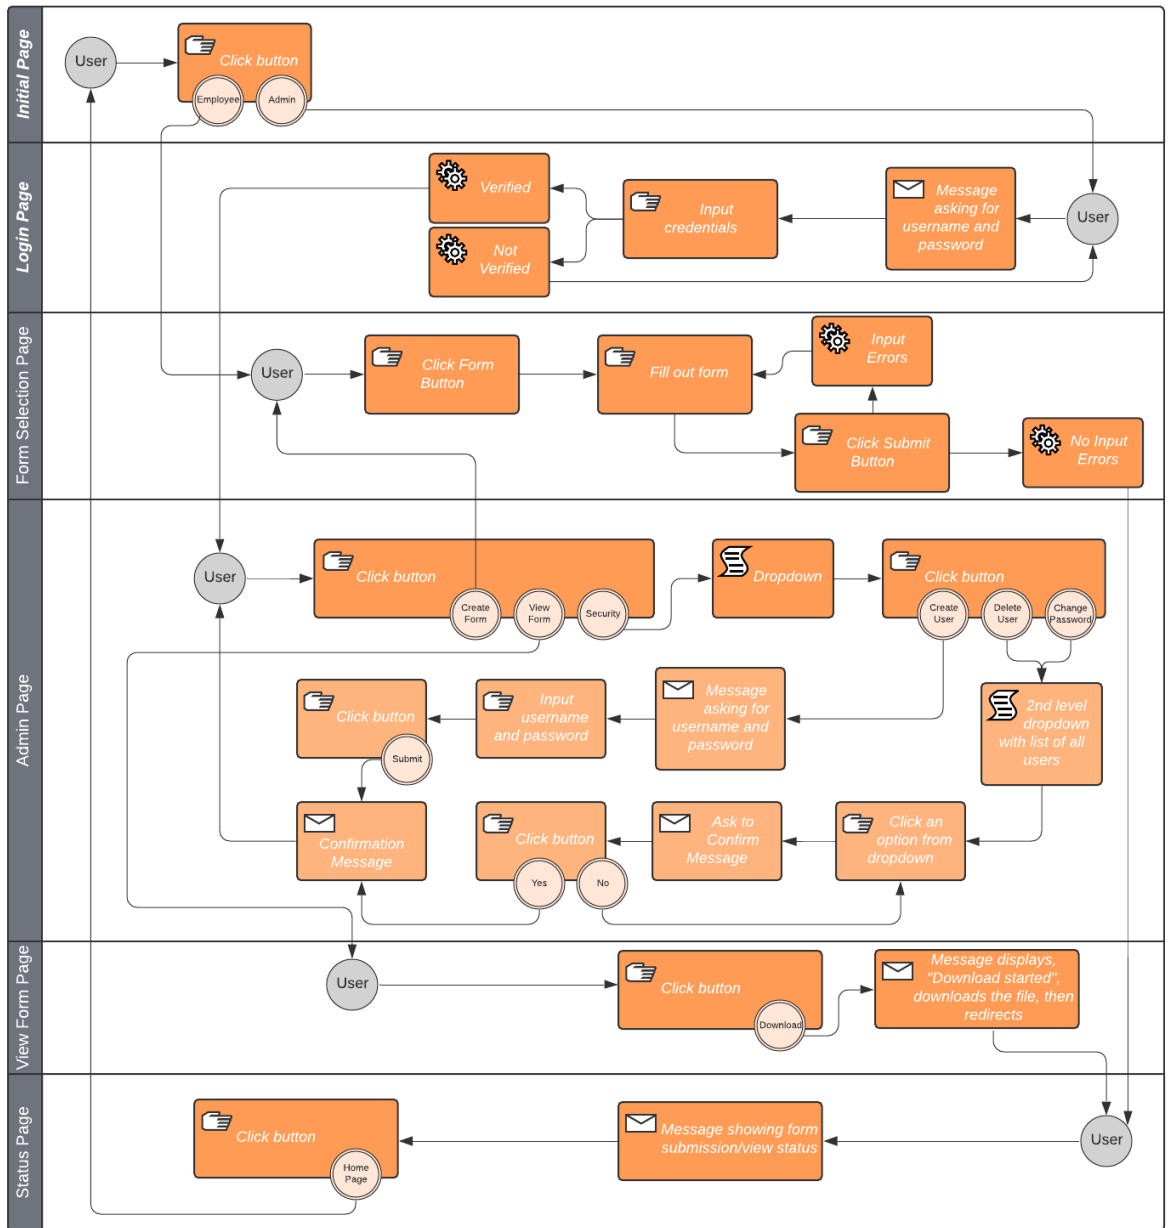 Initial Page
User
Click button
Employee
Admin
Login Page
Verified
Not
Verified
Input
credentials
Message
asking for
username and
password
User
Form Selection Page
User
Click Form
Button
Fill out form
Input
Errors
Click Submit
Button
No Input
Errors
Admin Page
User
Click button
Create
Form
View
Form
Security
Dropdown
Click button
Create
User
Delete
User
Change
Password
Click button
Submit
Input
username
and password
Message
asking for
username and
password
2nd level
dropdown
with list of all
users
Confirmation
Message
Click button
Yes
No
Ask to
Confirm
Message
Click an
option from
dropdown
View Form Page
User
Click button
Download
Message displays,
"Download started",
downloads the file, then
redirects
Status Page
Click button
Home
Page
Message showing form
submission/view status
User